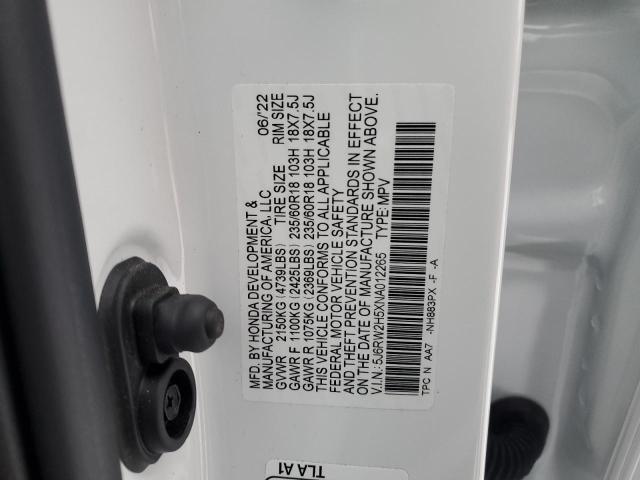 MFD. BY HONDA DEVELOPMENT &
MANUFACTURING OF AMERICA, LLC 06/'22
GVWR 2150KG (4739LBS) TIRE SIZE RIM SIZE
GAWR F 1100KG (2425LBS) 235/60R18 103H 18X7.5J
GAWR R 1075KG (2369LBS) 235/60R18 103H 18X7.5J
THIS VEHICLE CONFORMS TO ALL APPLICABLE
FEDERAL MOTOR VEHICLE SAFETY
AND THEFT PREVENTION STANDARDS IN EFFECT
ON THE DATE OF MANUFACTURE SHOWN ABOVE.
V.I.N.: 5J6RW2H5XNA012265 TYPE: MPV
TPC N AA7 -NH883PX -F -A
TLA A1